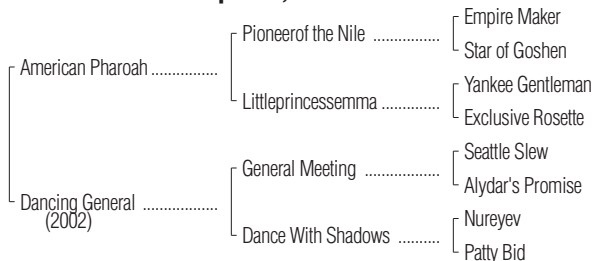 Empire Maker
Pioneerof the Nile ................
Star of Goshen
American Pharoah ................
Yankee Gentleman
Littleprincessemma ..............
Exclusive Rosette
Seattle Slew
General Meeting ..................
Alydar's Promise
Dancing General ..................
(2002)
Nureyev
Dance With Shadows ..........
Patty Bid